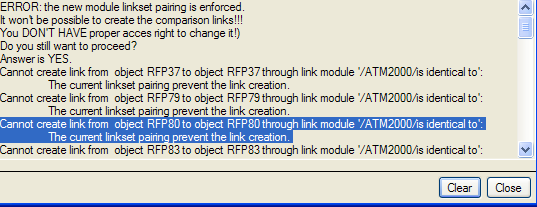 ERROR: the new module linkset pairing is enforced.
It won't be possible to create the comparison links!!!
You DON'T HAVE proper acces right to change it!)
Do you still want to proceed?
Answer is YES.
Cannot create link from  object RFP37 to object RFP37 through link module '/ATM2000/is identical to':
The current linkset pairing prevent the link creation.
Cannot create link from  object RFP79 to object RFP79 through link module '/ATM2000/is identical to':
The current linkset pairing prevent the link creation.
Cannot create link from  object RFP80 to object RFP80 through link module '/ATM2000/is identical to':
The current linkset pairing prevent the link creation.
Cannot create link from  object RFP83 to object RFP83 through link module '/ATM2000/is identical to':
Clear Close